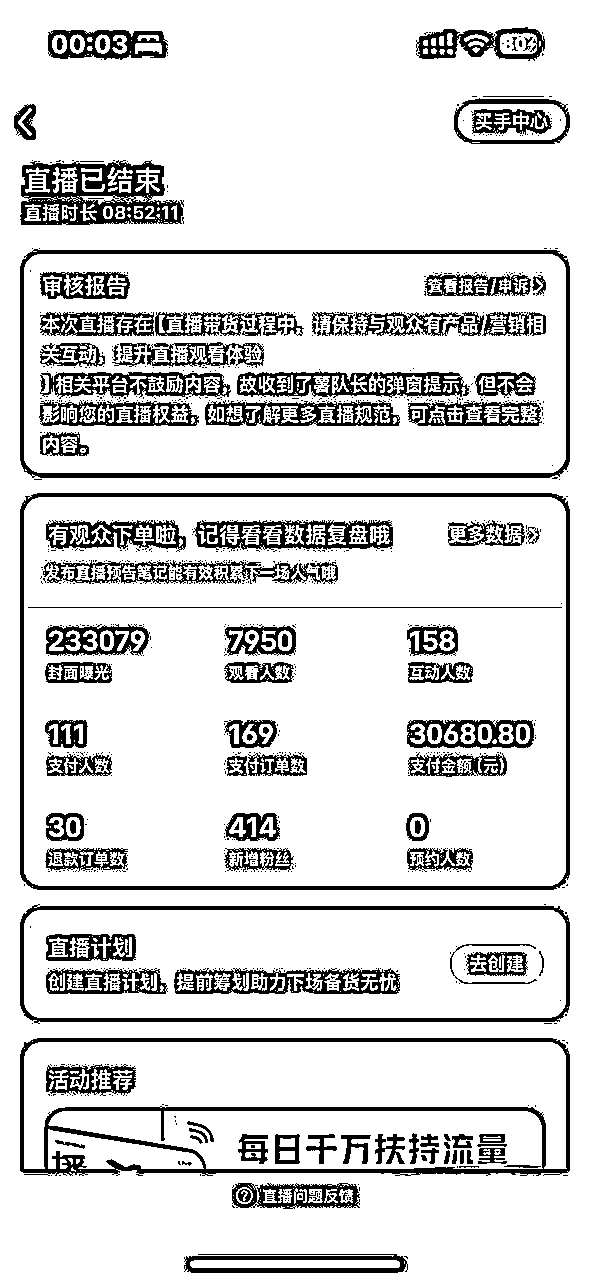 00:03
80
买手中心
直播已结束
直播时长 08:52:11
审核报告
查看报告/申诉 >
本次直播存在【直播带货过程中，请保持与观众有产品/营销相
关互动，提升直播观看体验
】相关平台不鼓励内容，故收到了薯队长的弹窗提示，但不会
影响您的直播权益，如想了解更多直播规范，可点击查看完整
内容。
有观众下单啦，记得看看数据复盘哦
更多数据 >
发布直播预告笔记能有效积累下一场人气哦
233079 7950 158
封面曝光 观看人数 互动人数
111 169 30680.80
支付人数 支付订单数 支付金额（元）
30 414 0
退款订单数 新增粉丝 预约人数
直播计划
去创建
创建直播计划，提前筹划助力下场备货无忧
活动推荐
每日千万扶持流量
直播问题反馈